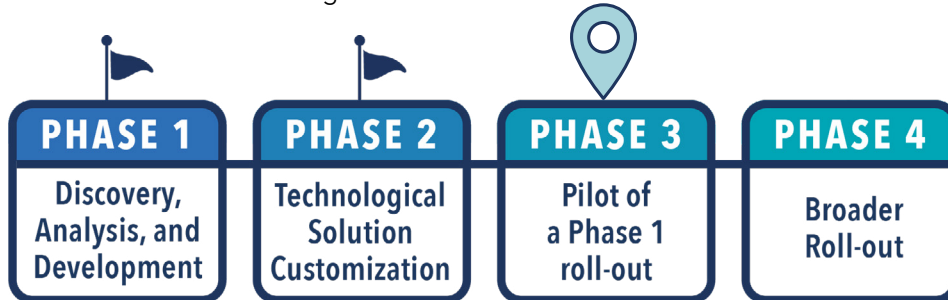 PHASE 1
Discovery,
Analysis, and
Development
PHASE 2
Technological
Solution
Customization
PHASE 3
Pilot of
a Phase 1
roll-out
PHASE 4
Broader
Roll-out